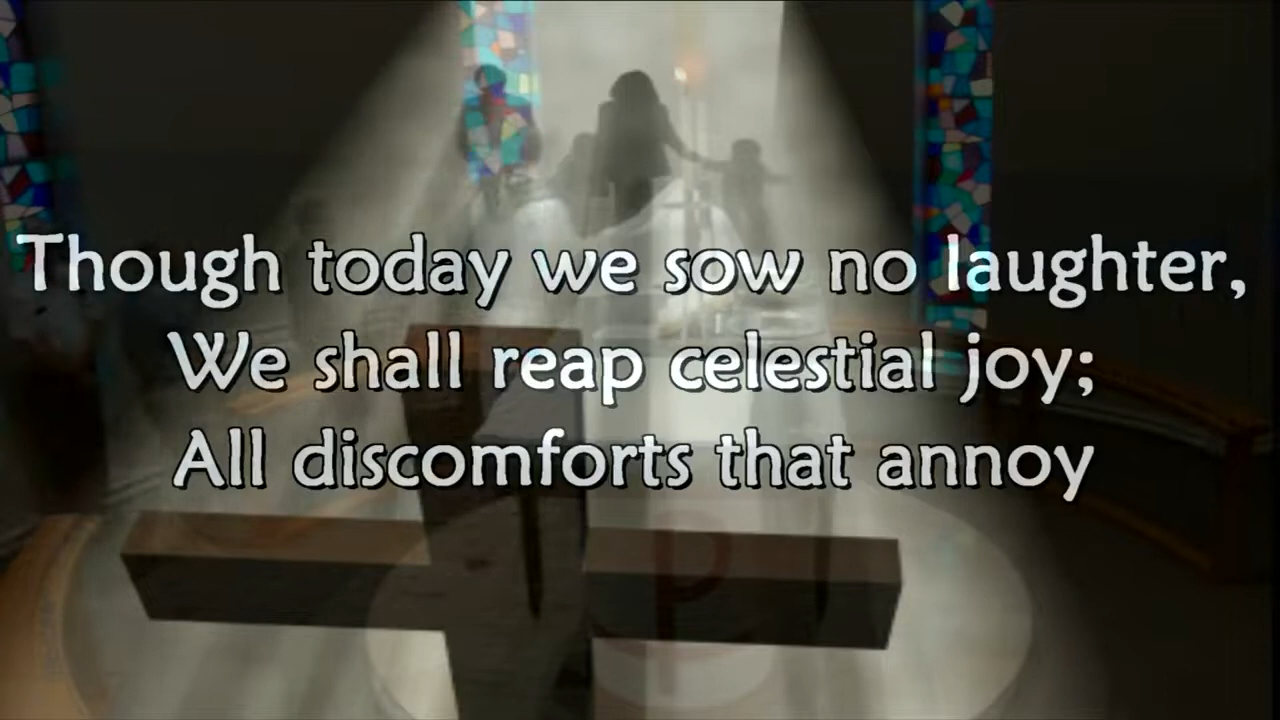 Though today we sow no laughter,
We shall reap celestial joy;
All discomforts that annoy